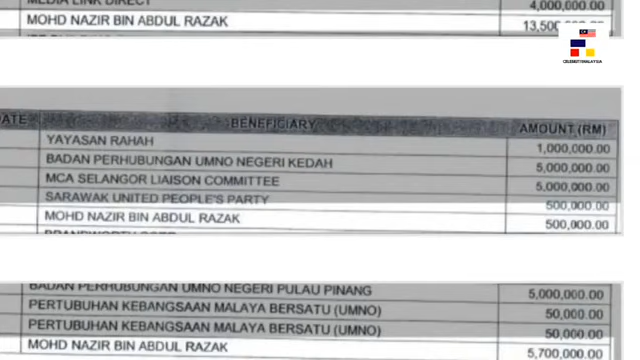 MEDIA LINK DIRECT 4,000,000.00
MOHD NAZIR BIN ABDUL RAZAK 13,500
CELEBRITI MALAYSIA
BENEFICIARY AMOUNT (RM)
YAYASAN RAHAH 1,000,000.00
BADAN PERHUBUNGAN UMNO NEGERI KEDAH 5,000,000.00
MCA SELANGOR LIAISON COMMITTEE 5,000,000.00
SARAWAK UNITED PEOPLE'S PARTY 500,000.00
MOHD NAZIR BIN ABDUL RAZAK 500,000.00
BADAN PERHUBUNGAN UMNO NEGERI PULAU PINANG 5,000,000.00
PERTUBUHAN KEBANGSAAN MALAYA BERSATU (UMNO) 50,000.00
PERTUBUHAN KEBANGSAAN MALAYA BERSATU (UMNO) 50,000.00
MOHD NAZIR BIN ABDUL RAZAK 5,700,000.00